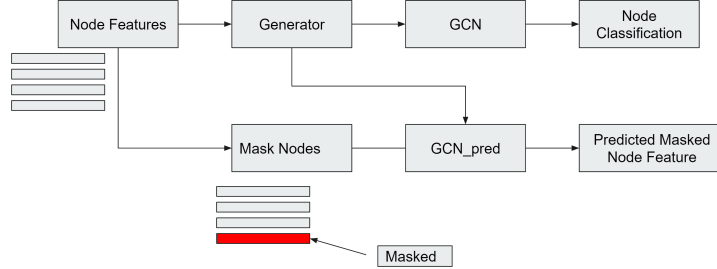 Node Features
Generator
GCN
Node
Classification
Mask Nodes
GCN_pred
Predicted Masked
Node Feature
Masked